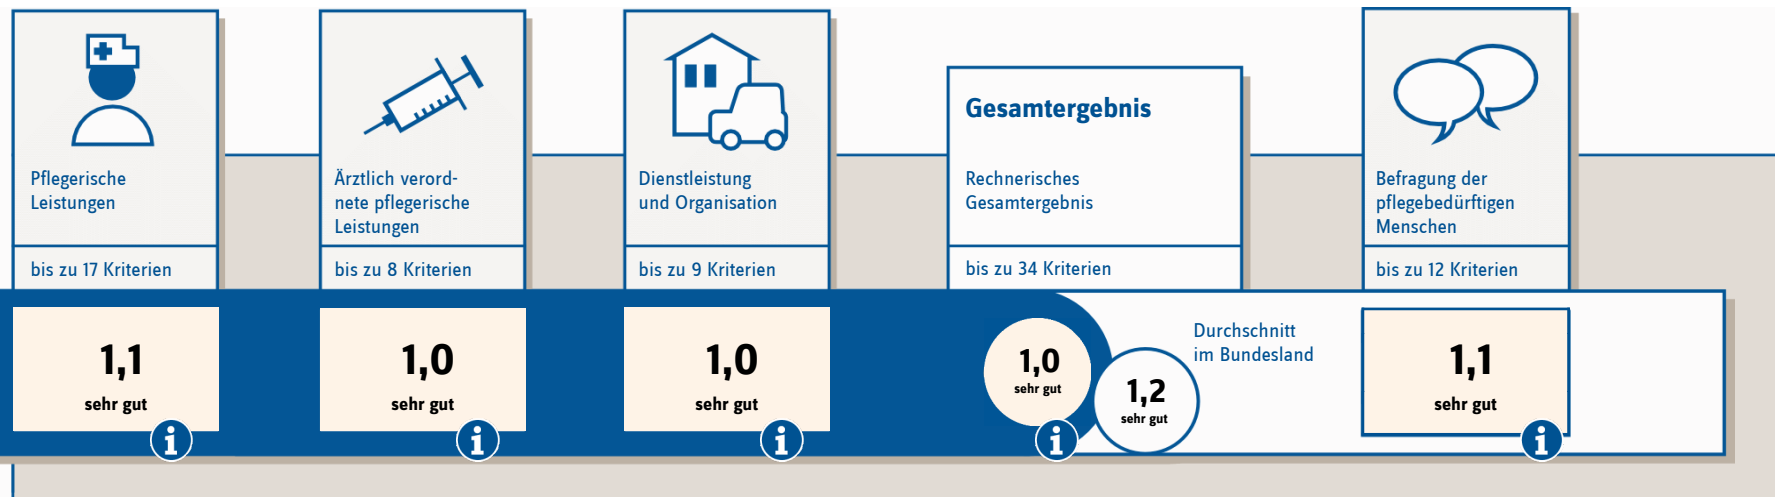 Pflegerische
Leistungen
bis zu 17 Kriterien
1,1
sehr gut
i
Ärztlich verord-
nete pflegerische
Leistungen
bis zu 8 Kriterien
1,0
sehr gut
i
Dienstleistung
und Organisation
bis zu 9 Kriterien
1,0
sehr gut
i
Gesamtergebnis
Rechnerisches
Gesamtergebnis
bis zu 34 Kriterien
1,0
sehr gut
i
1,2
sehr gut
Durchschnitt
im Bundesland
Befragung der
pflegebedürftigen
Menschen
bis zu 12 Kriterien
1,1
sehr gut
i